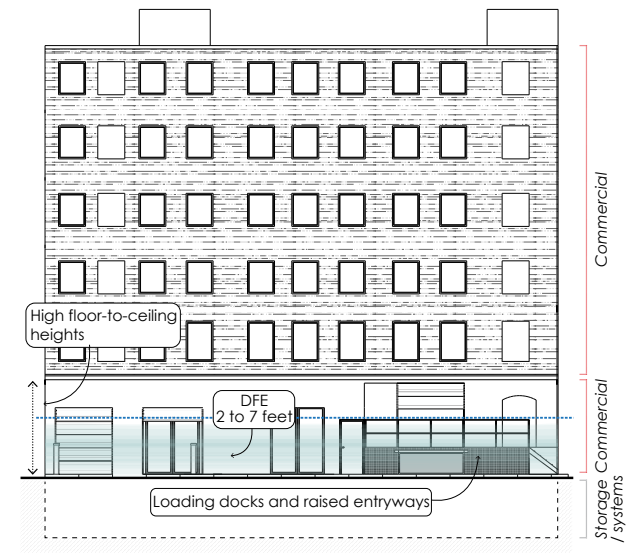 Commercial
High floor-to-ceiling
heights
DFE
2 to 7 feet
Commercial
Loading docks and raised entryways
Storage
/ systems